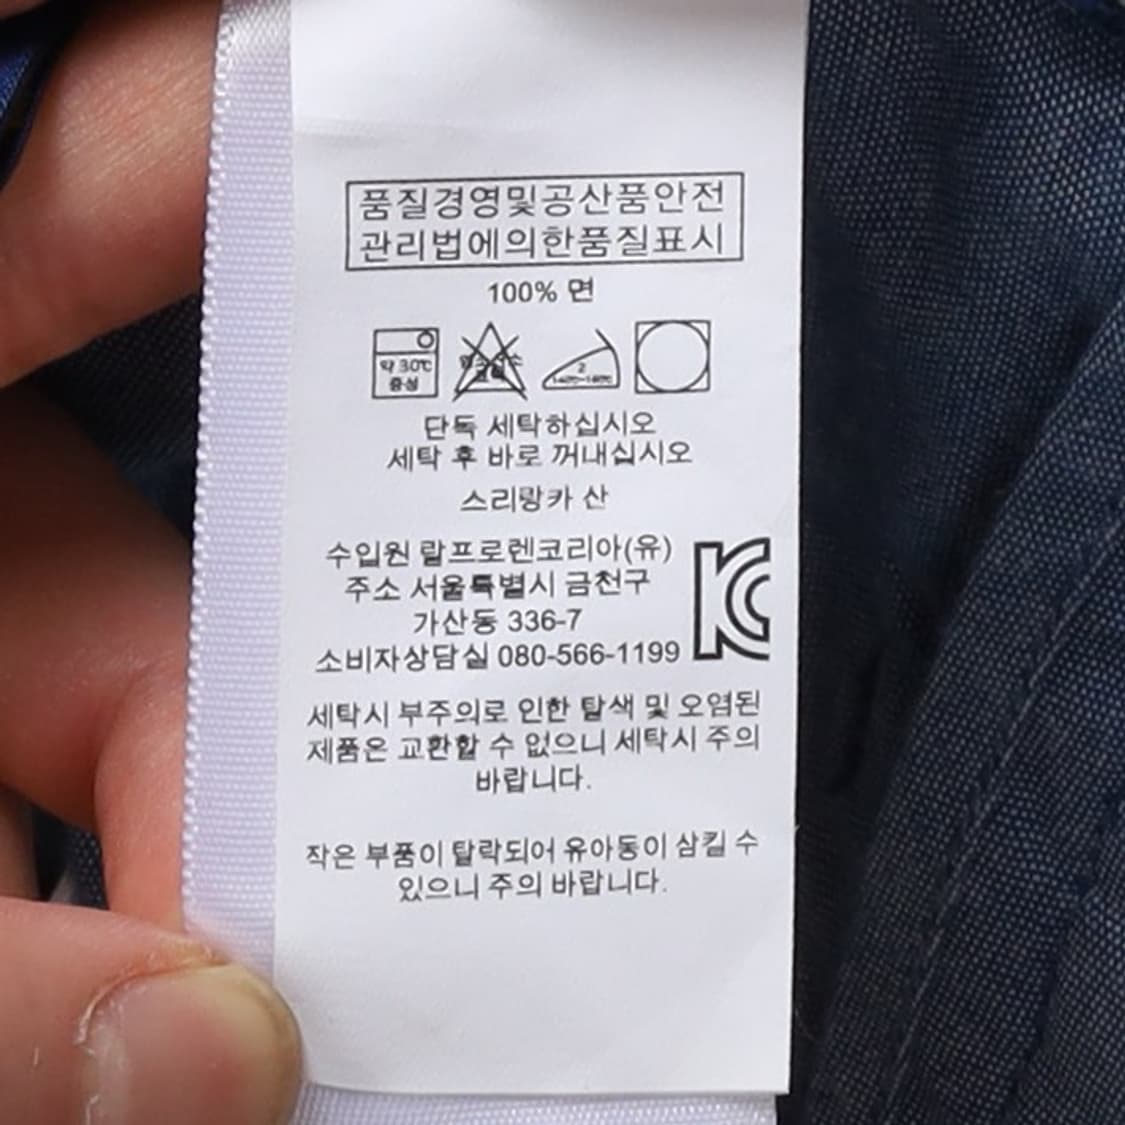 품질경영및공산품안전
관리법에의한품질표시
100% 면
약 30℃
중성
2
140℃~160℃
단독 세탁하십시오
세탁 후 바로 꺼내십시오
스리랑카 산
수입원 랄프로렌코리아(유)
주소 서울특별시 금천구
가산동 336-7
소비자상담실 080-566-1199
세탁시 부주의로 인한 탈색 및 오염된
제품은 교환할 수 없으니 세탁시 주의
바랍니다.
작은 부품이 탈락되어 유아동이 삼킬 수
있으니 주의 바랍니다.